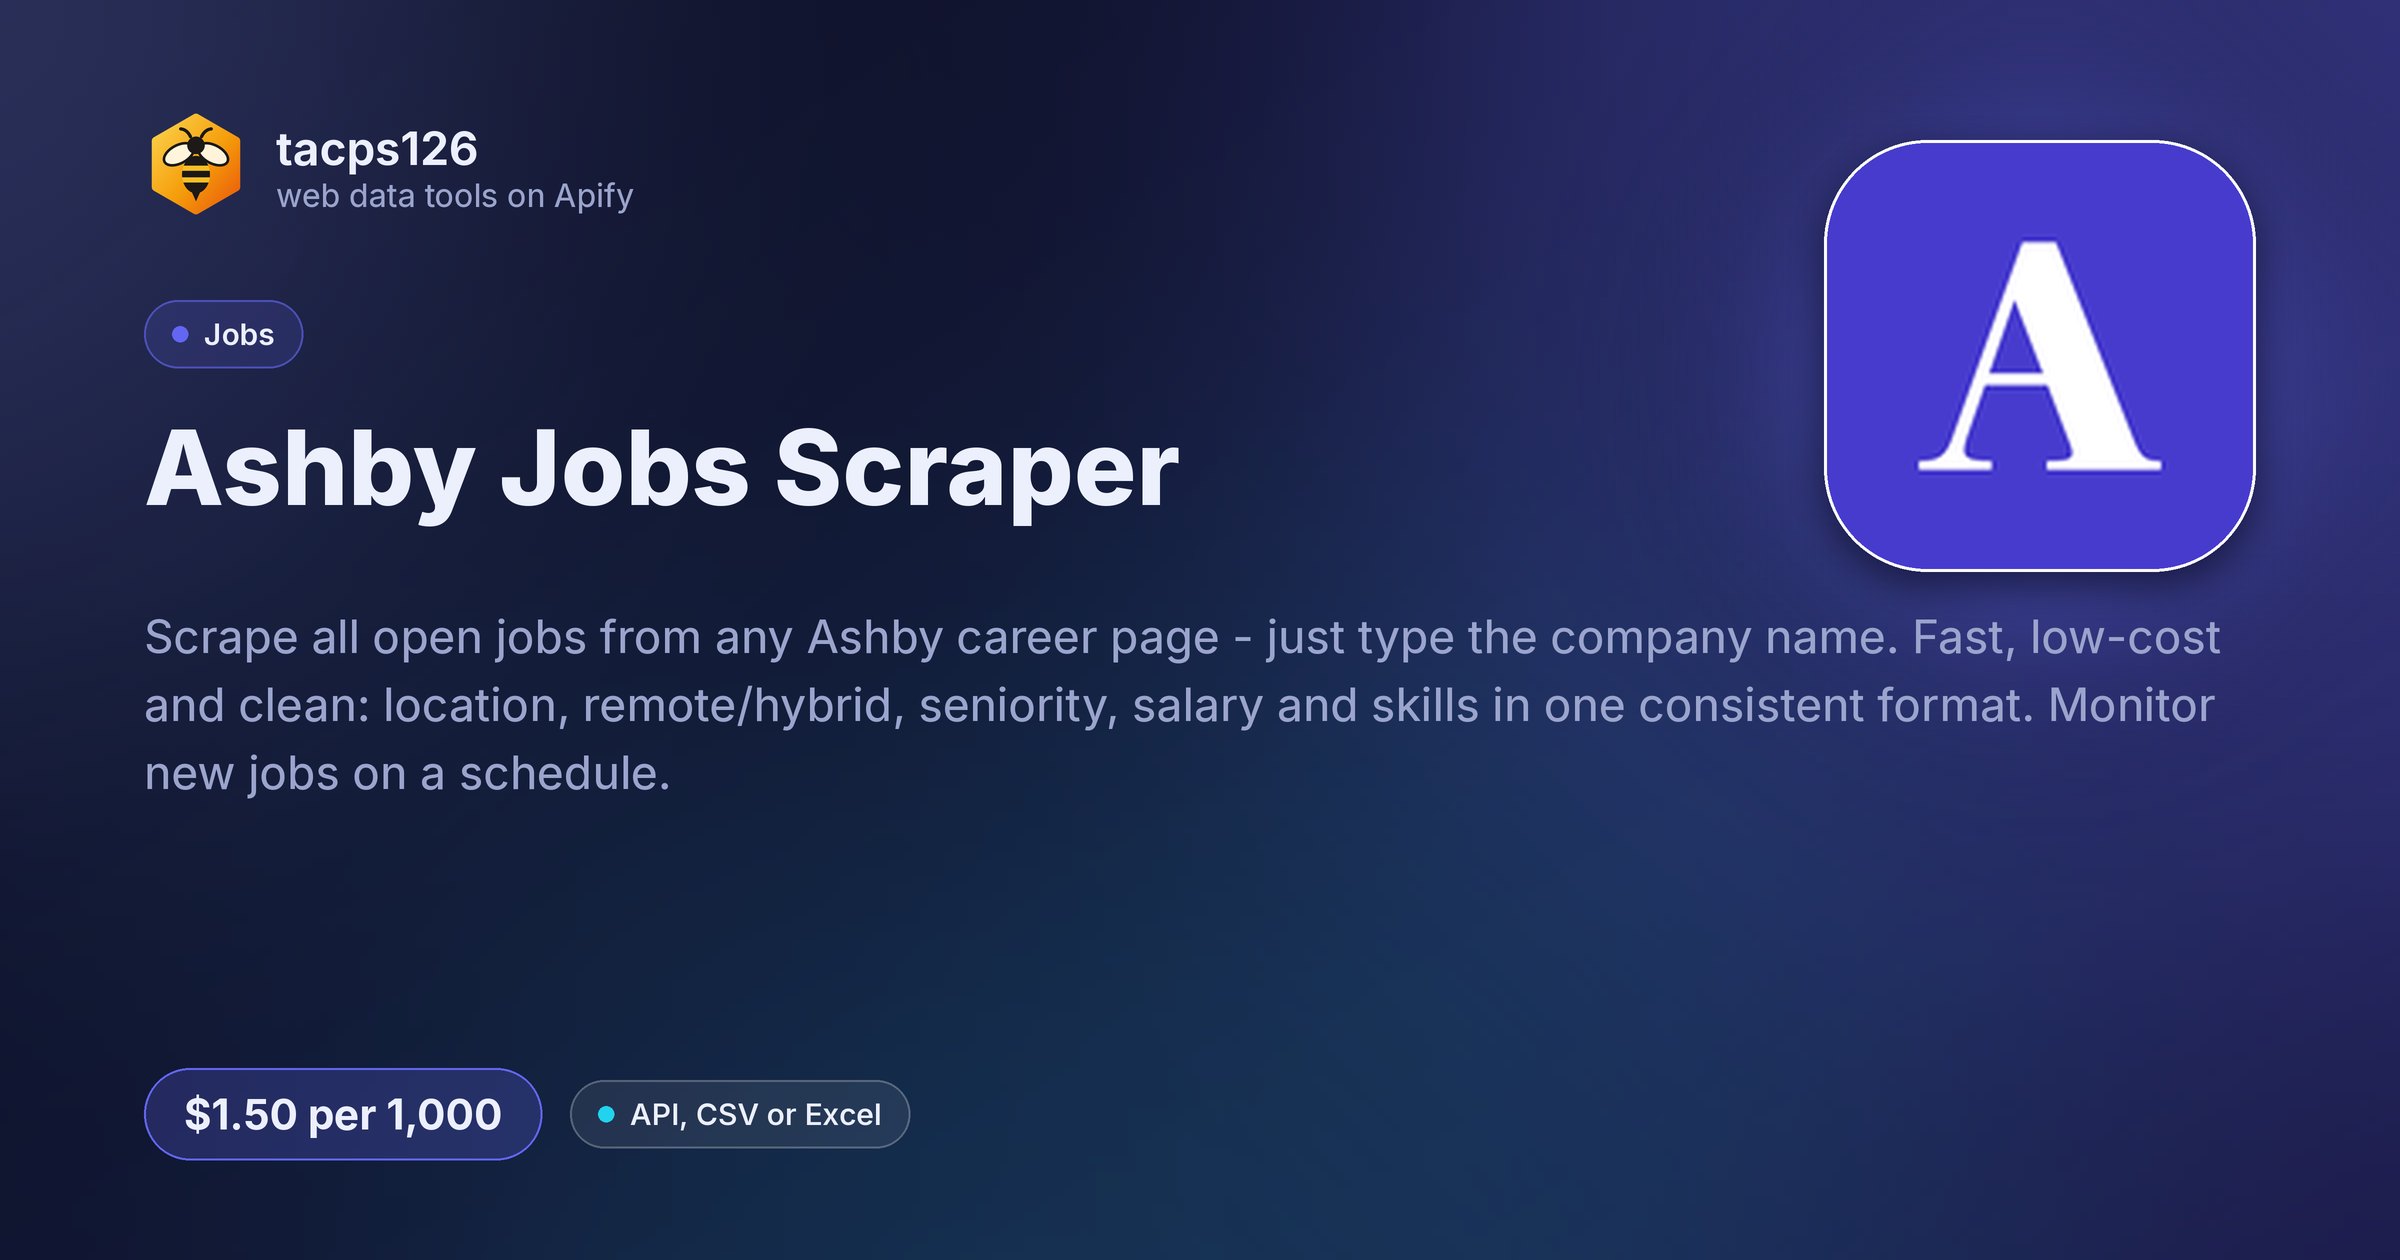 tacps126
web data tools on Apify
Jobs
A
Ashby Jobs Scraper
Scrape all open jobs from any Ashby career page - just type the company name. Fast, low-cost
and clean: location, remote/hybrid, seniority, salary and skills in one consistent format. Monitor
new jobs on a schedule.
$1.50 per 1,000
API, CSV or Excel